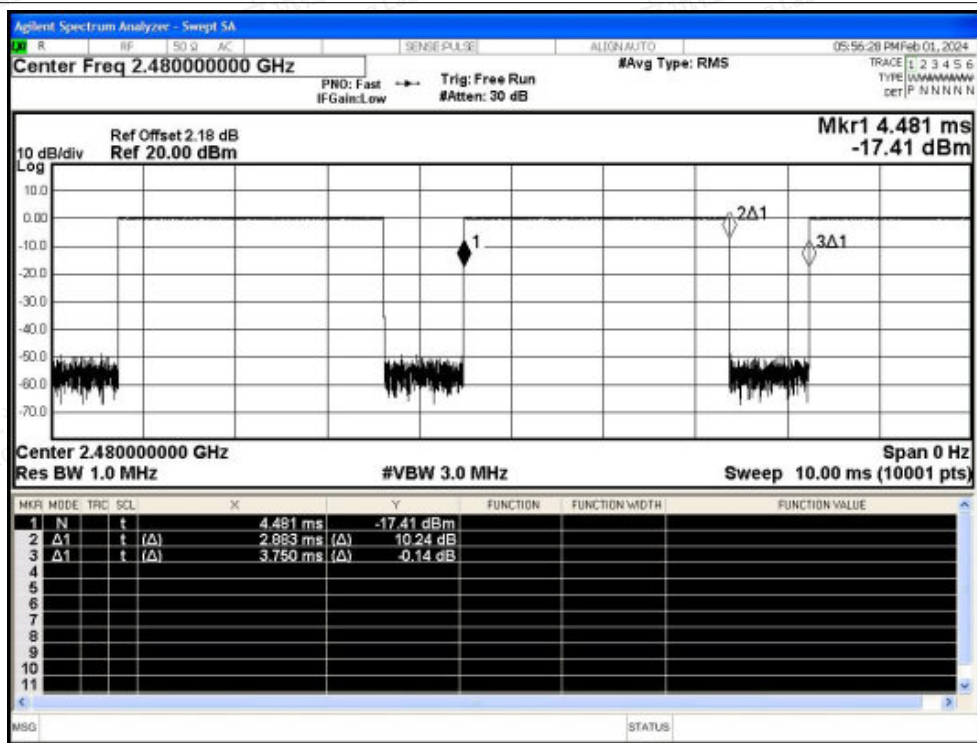 Agilent Spectrum Analyzer - Swept SA
R RF 50 Ω AC SENSE:PULSE ALIGN AUTO 05:56:28 PM Feb 01, 2024
Center Freq 2.480000000 GHz #Avg Type: RMS TRACE 1 2 3 4 5 6
PNO: Fast Trig: Free Run TYPE
IFGain:Low #Atten: 30 dB DET P N N N N N
Mkr1 4.481 ms
Ref Offset 2.18 dB
10 dB/div Ref 20.00 dBm -17.41 dBm
Log
10.0
0.00
2Δ1
-10.0
1
3Δ1
-20.0
-30.0
-40.0
-50.0
-60.0
-70.0
Center 2.480000000 GHz Span 0 Hz
Res BW 1.0 MHz #VBW 3.0 MHz Sweep 10.00 ms (10001 pts)
MKR MODE TRC SCL X Y FUNCTION FUNCTION WIDTH FUNCTION VALUE
1 N t 4.481 ms -17.41 dBm
2 Δ1 t (Δ) 2.883 ms (Δ) 10.24 dB
3 Δ1 t (Δ) 3.750 ms (Δ) -0.14 dB
4
5
6
7
8
9
10
11
MSG STATUS